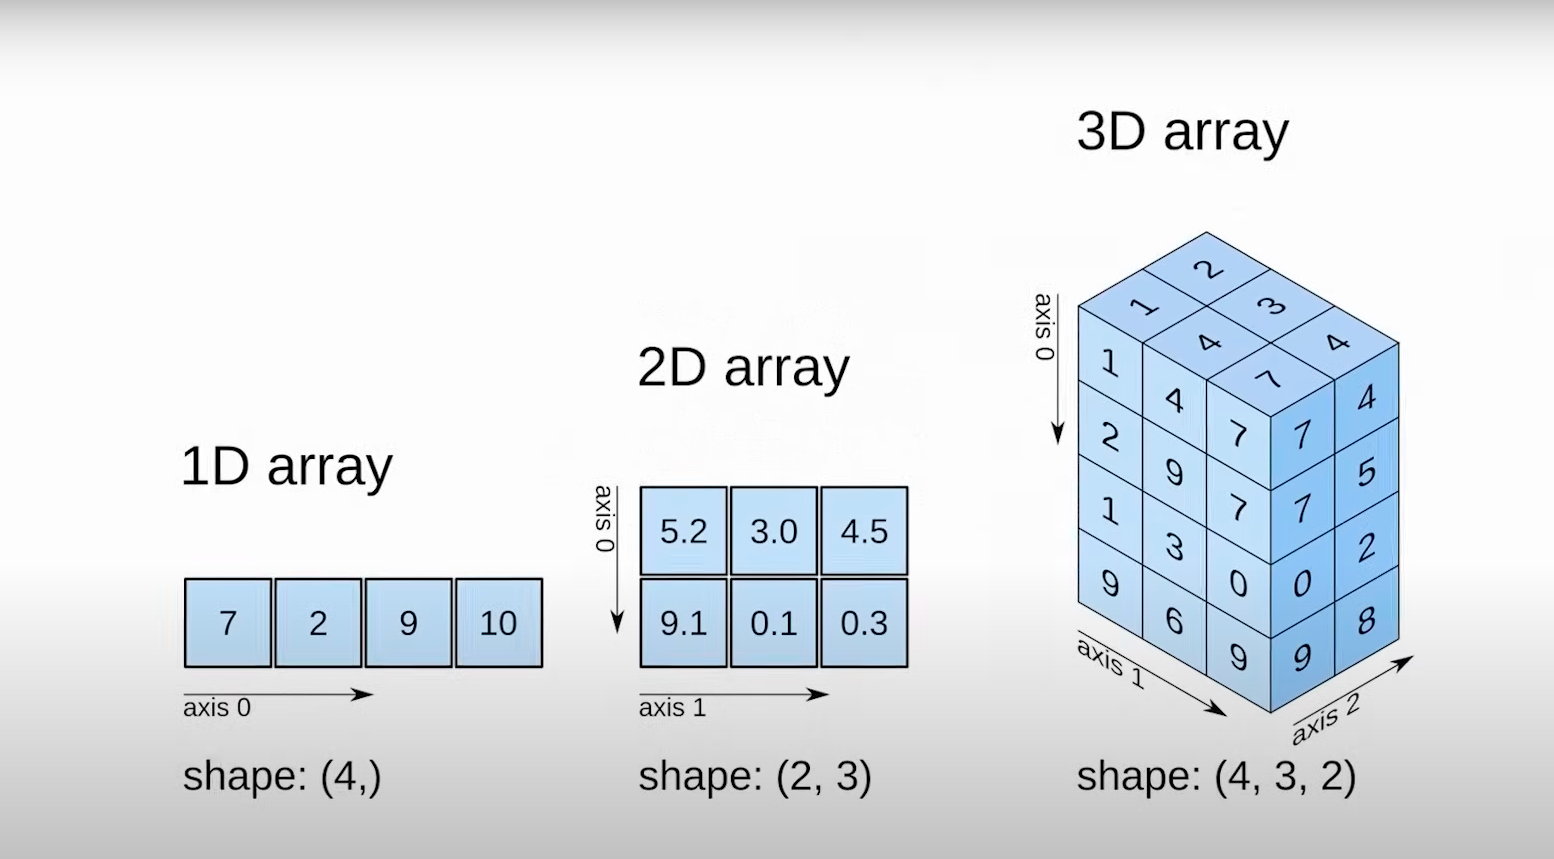 1D array
7 2 9 10
axis 0
shape: (4,)
2D array
axis 0
5.2 3.0 4.5
9.1 0.1 0.3
axis 1
shape: (2, 3)
3D array
axis 0
2
1 3
4 4
7
1 4 7 7 4
2 9 7 7 5
1 3 0 0 2
9 6 9 9 8
axis 1
axis 2
shape: (4, 3, 2)